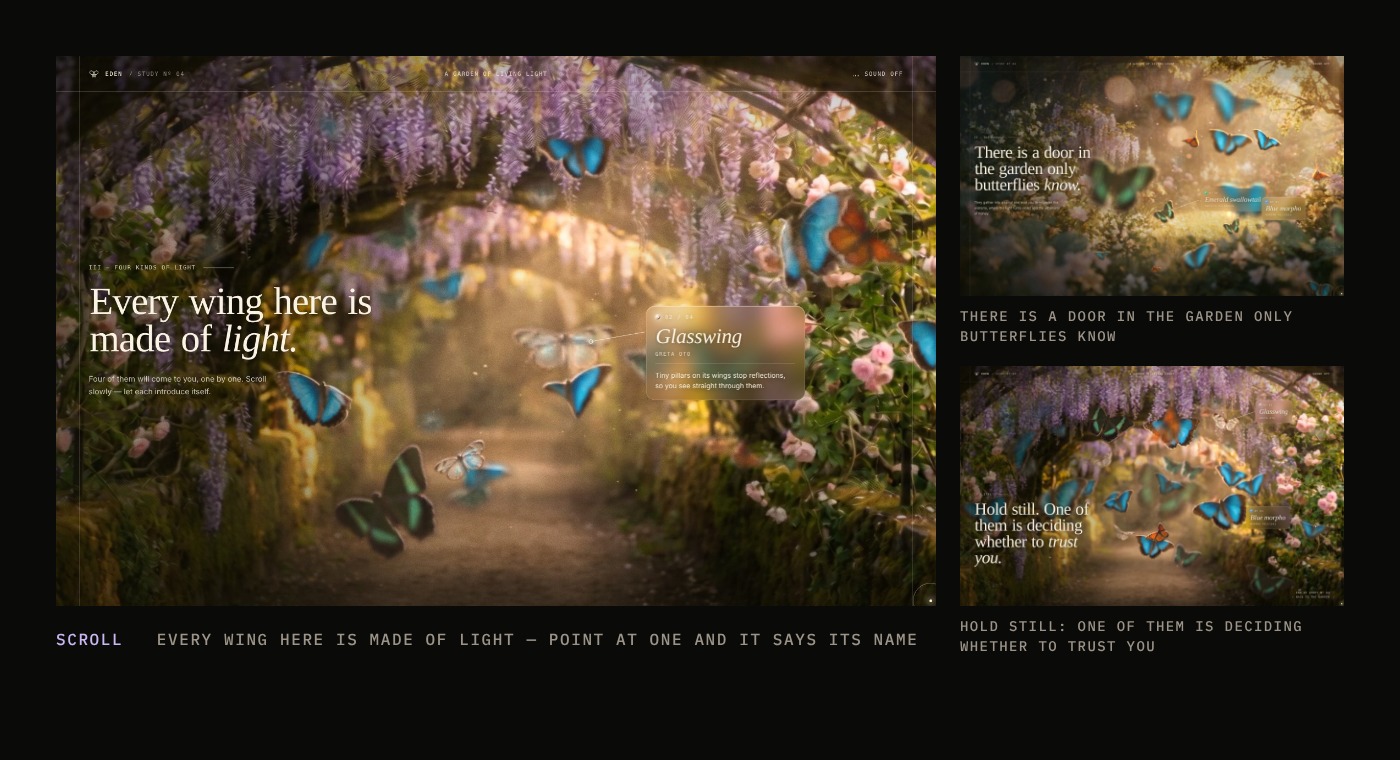 EDEN / STUDY Nº 04
A GARDEN OF LIVING LIGHT
SOUND OFF
III — FOUR KINDS OF LIGHT
Every wing here is
made of light.
Four of them will come to you, one by one. Scroll
slowly — let each introduce itself.
Glasswing
GRETA OTO
Tiny pillars on its wings stop reflections,
so you see straight through them.
SCROLL EVERY WING HERE IS MADE OF LIGHT — POINT AT ONE AND IT SAYS ITS NAME
There is a door in
the garden only
butterflies know.
Emerald swallowtail
Blue morpho
THERE IS A DOOR IN THE GARDEN ONLY
BUTTERFLIES KNOW
Glasswing
Blue morpho
Hold still. One of
them is deciding
whether to trust
you.
HOLD STILL: ONE OF THEM IS DECIDING
WHETHER TO TRUST YOU